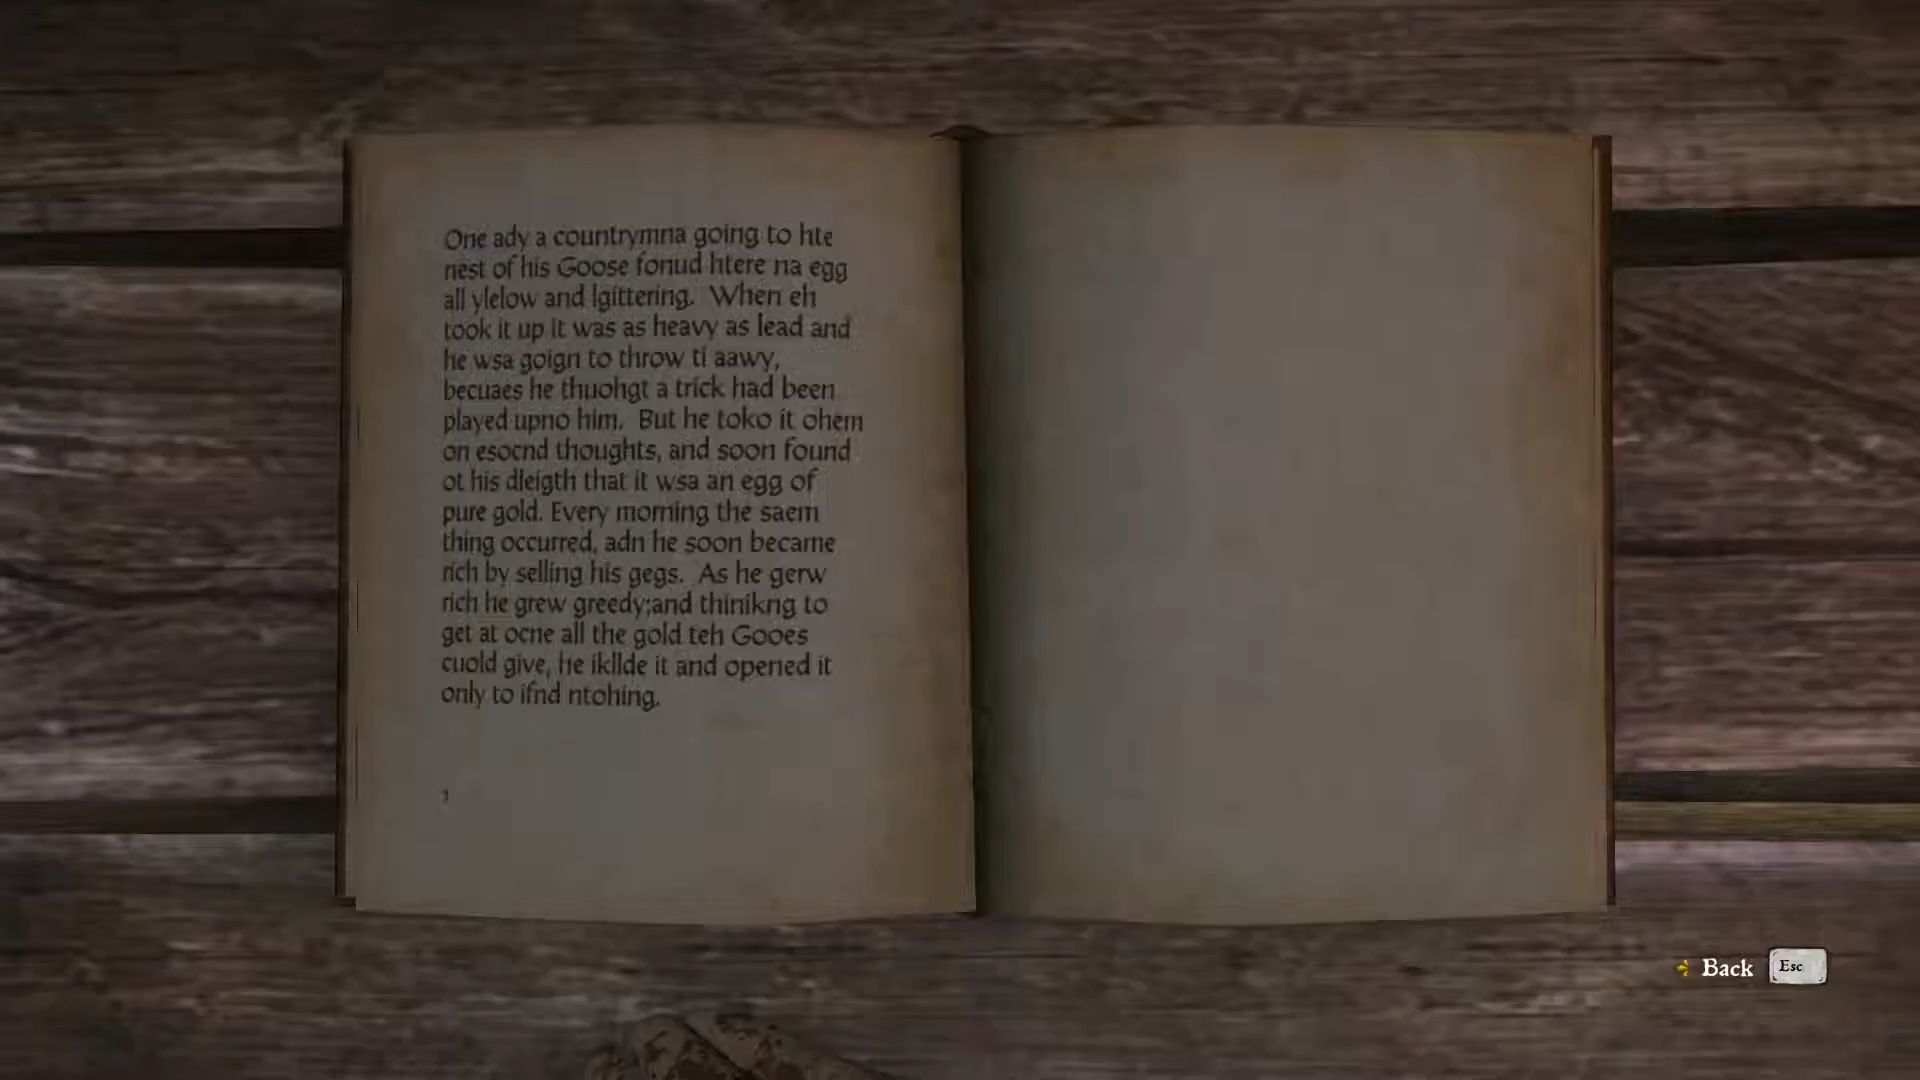 One ady a countrymna going to hte
nest of his Goose fonud htere na egg
all ylelow and lgittering.  When eh
took it up it was as heavy as lead and
he wsa goign to throw ti aawy,
becuaes he thuohgt a trick had been
played upno him.  But he toko it ohem
on esocnd thoughts, and soon found
ot his dleigth that it wsa an egg of
pure gold. Every morning the saem
thing occurred, adn he soon became
rich by selling his gegs.  As he gerw
rich he grew greedy;and thinikng to
get at ocne all the gold teh Gooes
cuold give, he ikllde it and opened it
only to ifnd ntohing.
1
Back Esc